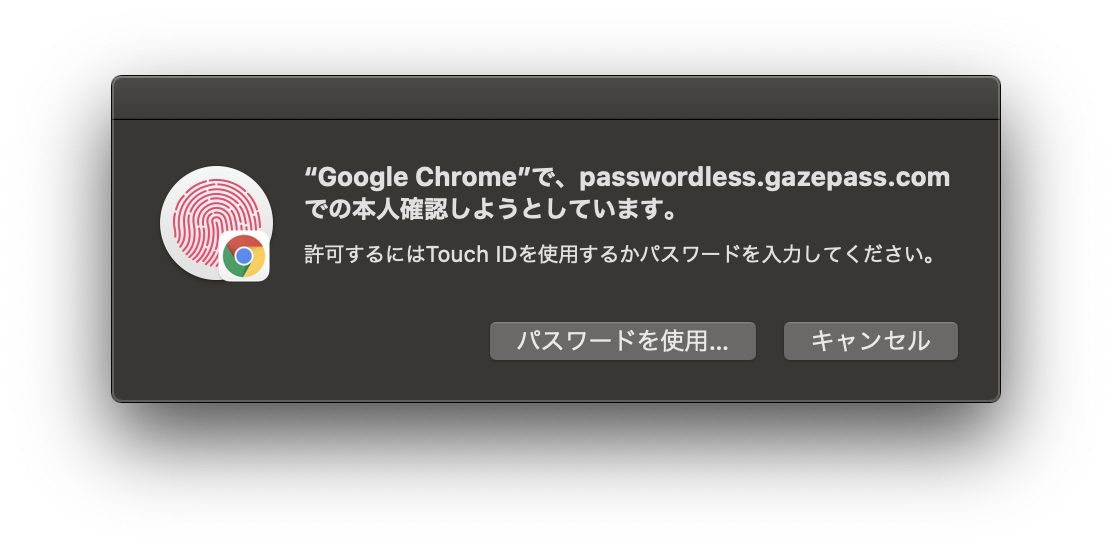 “Google Chrome”で、passwordless.gazepass.com
での本人確認しようとしています。
許可するにはTouch IDを使用するかパスワードを入力してください。
パスワードを使用...
キャンセル